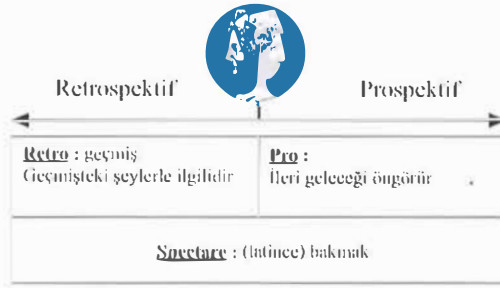 Retrospektif
Prospektif
Retro : geçmiş
Geçmişteki şeylerle ilgilidir
Pro :
İleri geleceği öngörür
Spectare : (latince) bakmak